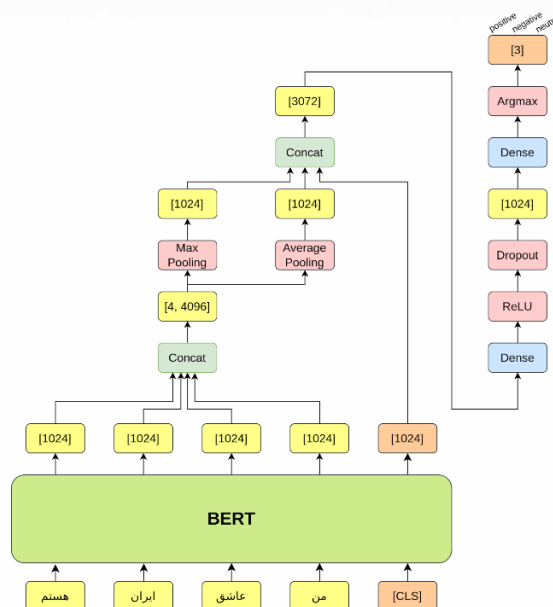 positive
negative
neut
[3]
Argmax
[3072]
Dense
Concat
[1024]
[1024]
[1024]
Max
Pooling
Average
Pooling
Dropout
[4, 4096]
ReLU
Concat
Dense
[1024]
[1024]
[1024]
[1024]
[1024]
BERT
هستم
ایران
عاشق
من
[CLS]